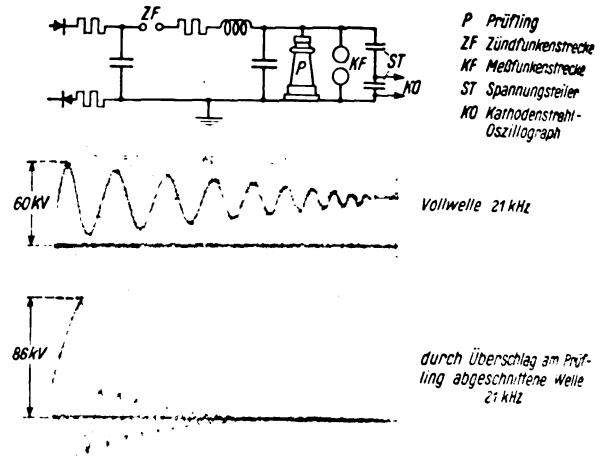 ZF
P
KF
ST
KO
P Prüfling
ZF Zündfunkenstrecke
KF Meßfunkenstrecke
ST Spannungsteiler
KO Kathodenstrahl-
Oszillograph
60kV
Vollwelle 21 kHz
86kV
durch Überschlag am Prüf-
ling abgeschnittene Welle
21 kHz